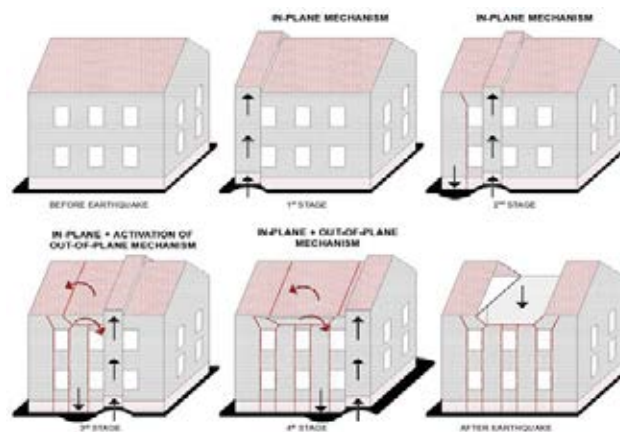 IN-PLANE MECHANISM
IN-PLANE MECHANISM
BEFORE EARTHQUAKE
1ST STAGE
2ND STAGE
IN-PLANE + ACTIVATION OF
OUT-OF-PLANE MECHANISM
IN-PLANE + OUT-OF-PLANE
MECHANISM
3RD STAGE
4TH STAGE
AFTER EARTHQUAKE